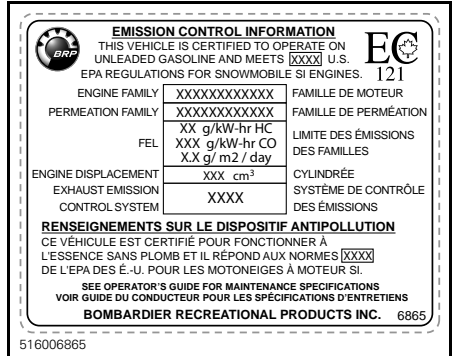 EMISSION CONTROL INFORMATION
THIS VEHICLE IS CERTIFIED TO OPERATE ON
UNLEADED GASOLINE AND MEETS XXXX U.S.
EPA REGULATIONS FOR SNOWMOBILE SI ENGINES.
BRP
EC
121
ENGINE FAMILY XXXXXXXXXXXX FAMILLE DE MOTEUR
PERMEATION FAMILY XXXXXXXXXXXX FAMILLE DE PERMÉATION
FEL XX g/kW-hr HC LIMITE DES ÉMISSIONS
XXX g/kW-hr CO DES FAMILLES
X.X g/ m2 / day
ENGINE DISPLACEMENT XXX cm³ CYLINDRÉE
EXHAUST EMISSION XXXX SYSTÈME DE CONTRÔLE
CONTROL SYSTEM DES ÉMISSIONS
RENSEIGNEMENTS SUR LE DISPOSITIF ANTIPOLLUTION
CE VÉHICULE EST CERTIFIÉ POUR FONCTIONNER À
L'ESSENCE SANS PLOMB ET IL RÉPOND AUX NORMES XXXX
DE L'EPA DES É.-U. POUR LES MOTONEIGES À MOTEUR SI.
SEE OPERATOR'S GUIDE FOR MAINTENANCE SPECIFICATIONS
VOIR GUIDE DU CONDUCTEUR POUR LES SPÉCIFICATIONS D'ENTRETIENS
BOMBARDIER RECREATIONAL PRODUCTS INC. 6865
516006865